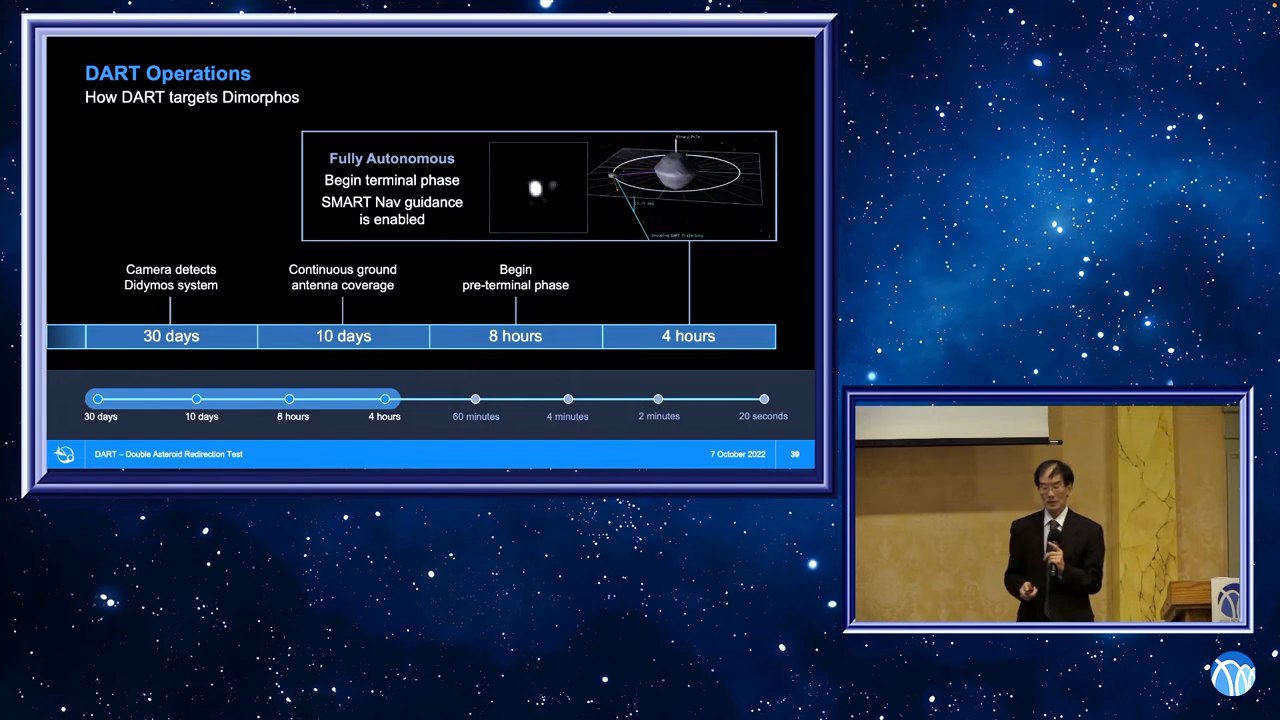 DART Operations
How DART targets Dimorphos
Fully Autonomous
Begin terminal phase
SMART Nav guidance
is enabled
Incoming DART Trajectory
Camera detects
Didymos system
Continuous ground
antenna coverage
Begin
pre-terminal phase
30 days
10 days
8 hours
4 hours
30 days
10 days
8 hours
4 hours
60 minutes
4 minutes
2 minutes
20 seconds
DART – Double Asteroid Redirection Test
7 October 2022
39